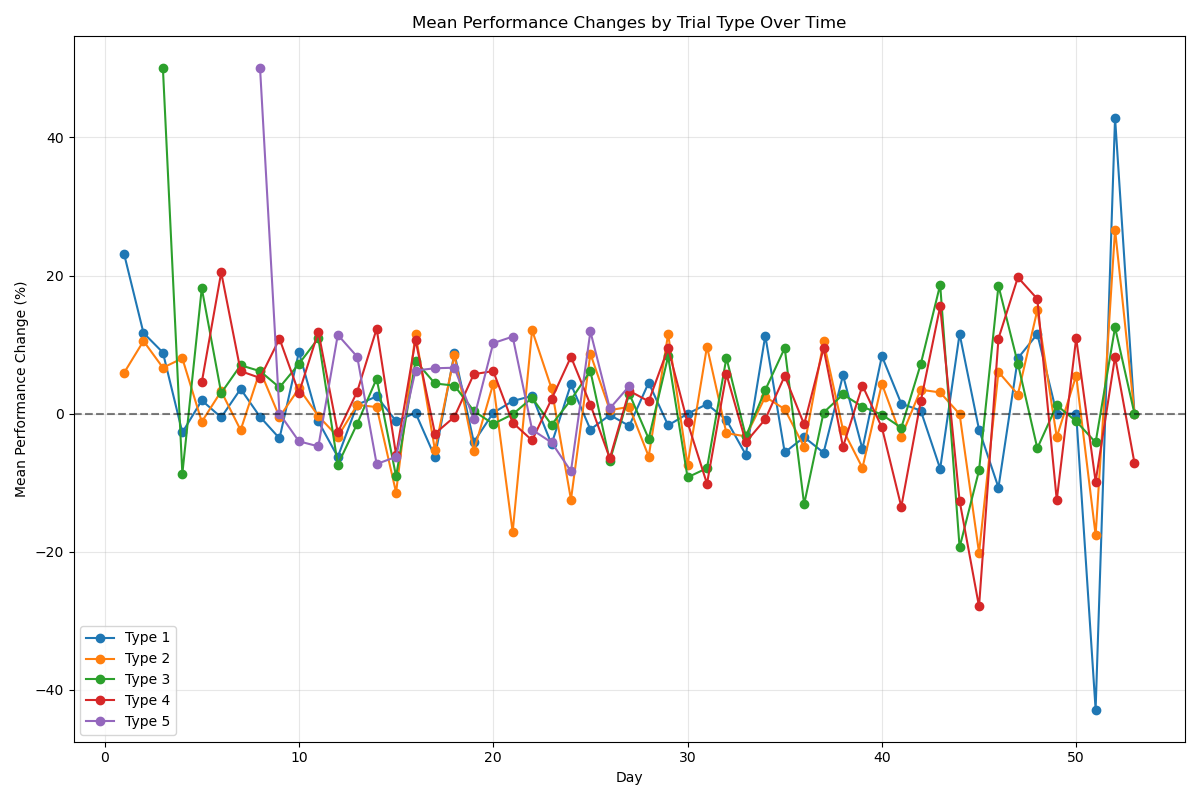 Mean Performance Changes by Trial Type Over Time
Mean Performance Change (%)
40
20
0
−20
−40
Type 1
Type 2
Type 3
Type 4
Type 5
0 10 20 30 40 50
Day